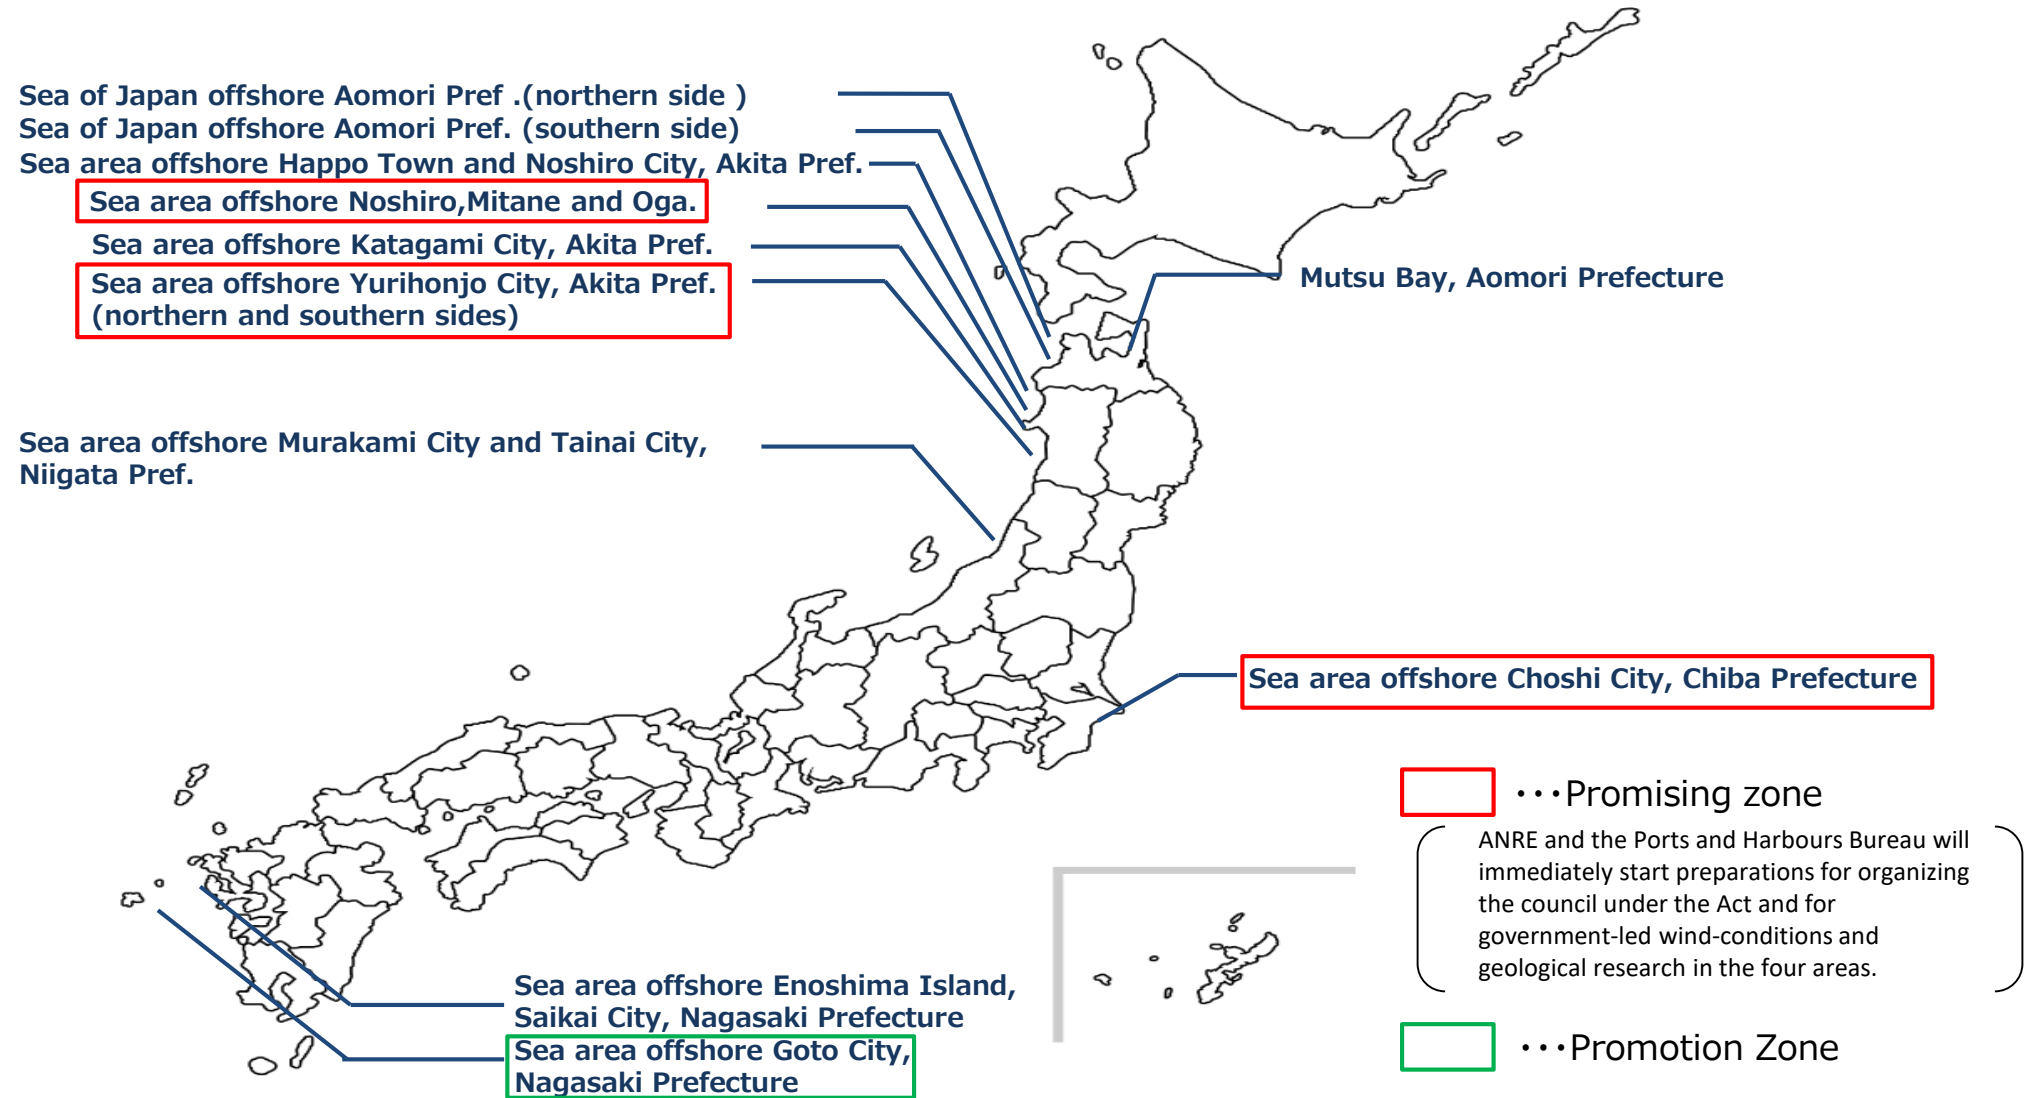 Sea of Japan offshore Aomori Pref .(northern side )
Sea of Japan offshore Aomori Pref. (southern side)
Sea area offshore Happo Town and Noshiro City, Akita Pref.
Sea area offshore Noshiro,Mitane and Oga.
Sea area offshore Katagami City, Akita Pref.
Sea area offshore Yurihonjo City, Akita Pref.
(northern and southern sides)
Mutsu Bay, Aomori Prefecture
Sea area offshore Murakami City and Tainai City,
Niigata Pref.
Sea area offshore Choshi City, Chiba Prefecture
･･･Promising zone
ANRE and the Ports and Harbours Bureau will
immediately start preparations for organizing
the council under the Act and for
government-led wind-conditions and
geological research in the four areas.
･･･Promotion Zone
Sea area offshore Enoshima Island,
Saikai City, Nagasaki Prefecture
Sea area offshore Goto City,
Nagasaki Prefecture